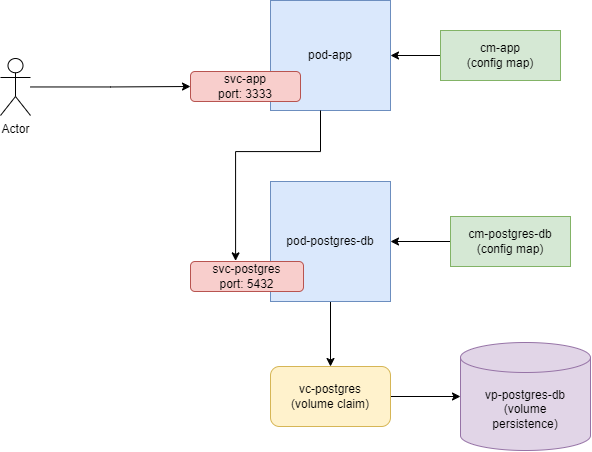 pod-app
cm-app
(config map)
svc-app
port: 3333
Actor
pod-postgres-db
cm-postgres-db
(config map)
svc-postgres
port: 5432
vc-postgres
(volume claim)
vp-postgres-db
(volume
persistence)